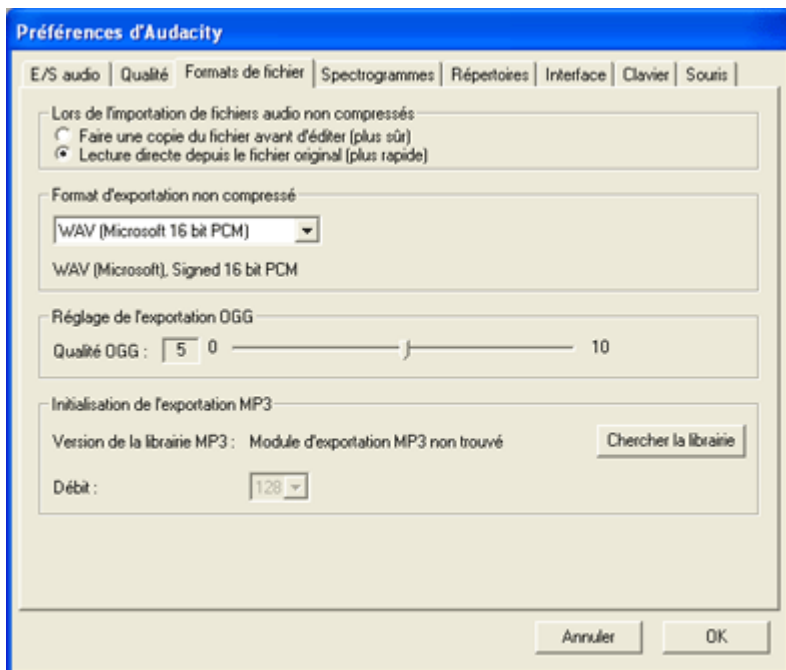 Préférences d'Audacity
E/S audio Qualité Formats de fichier Spectrogrammes Répertoires Interface Clavier Souris
Lors de l'importation de fichiers audio non compressés
Faire une copie du fichier avant d'éditer (plus sûr)
Lecture directe depuis le fichier original (plus rapide)
Format d'exportation non compressé
WAV (Microsoft 16 bit PCM)
WAV (Microsoft), Signed 16 bit PCM
Réglage de l'exportation OGG
Qualité OGG : 5 0 10
Initialisation de l'exportation MP3
Version de la librairie MP3 : Module d'exportation MP3 non trouvé Chercher la librairie
Débit : 128
Annuler OK